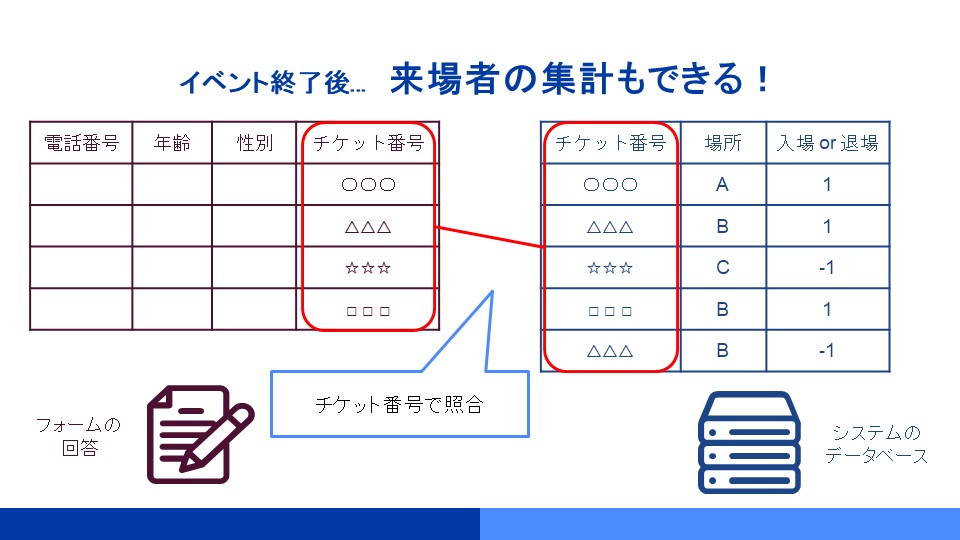 イベント終了後... 来場者の集計もできる！
電話番号 年齢 性別 チケット番号
〇〇〇
△△△
☆☆☆
□□□
チケット番号 場所 入場 or 退場
〇〇〇 A 1
△△△ B 1
☆☆☆ C -1
□□□ B 1
△△△ B -1
チケット番号で照合
フォームの
回答
システムの
データベース